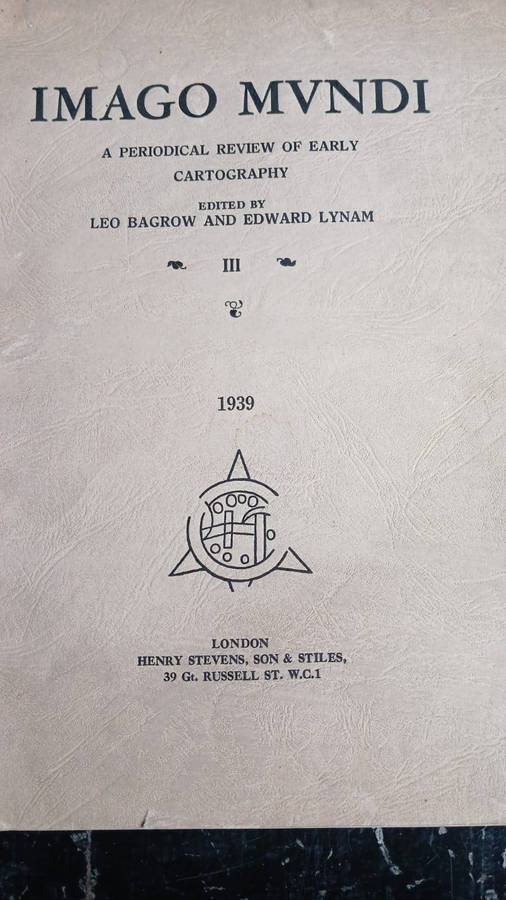 IMAGO MVNDI
A PERIODICAL REVIEW OF EARLY
CARTOGRAPHY
EDITED BY
LEO BAGROW AND EDWARD LYNAM
III
1939
LONDON
HENRY STEVENS, SON & STILES,
39 Gt. RUSSELL ST. W.C.1